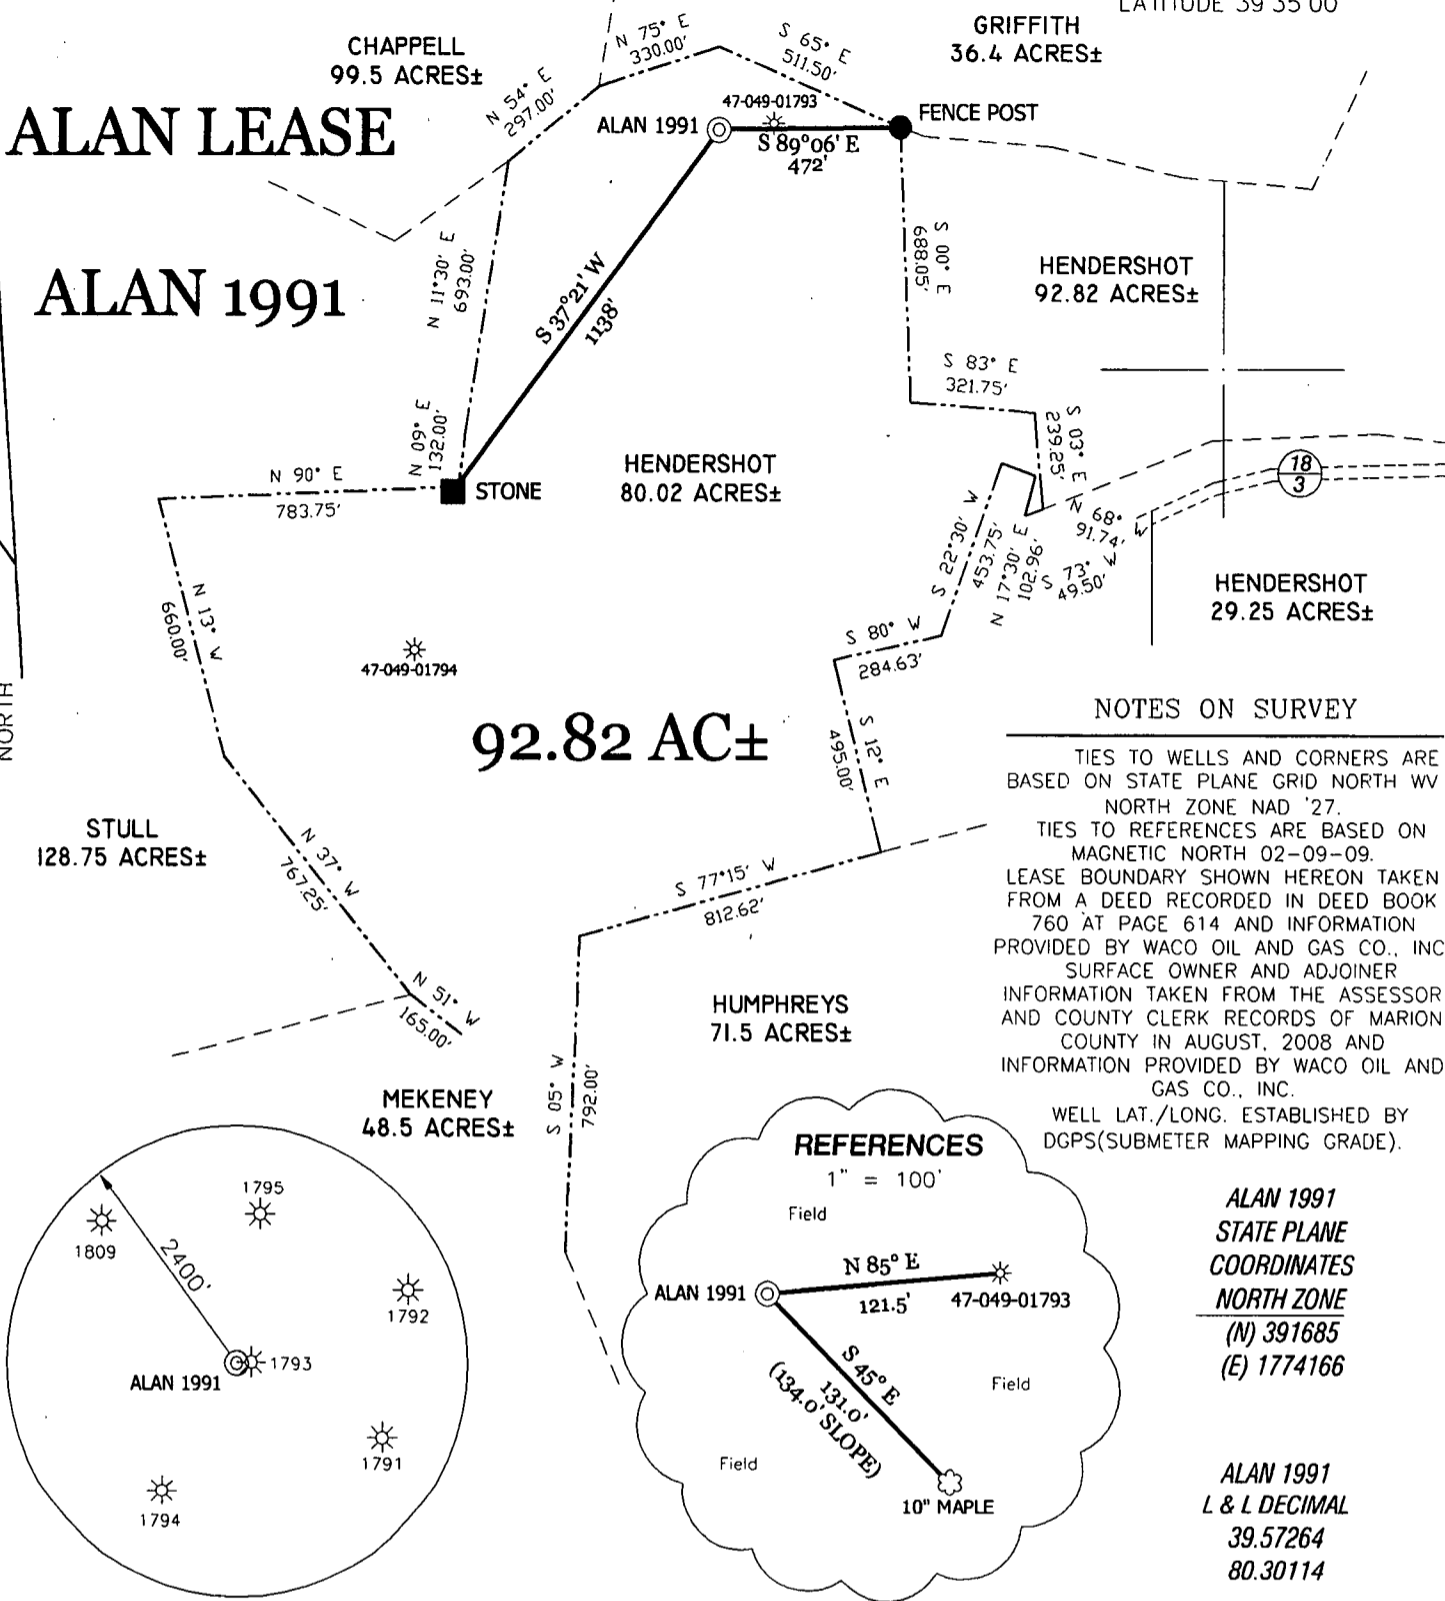 LATITUDE 39 35 00
CHAPPELL
99.5 ACRES±
N 75° E
330.00'
S 65° E
511.50'
GRIFFITH
36.4 ACRES±
N 54° E
297.00'
ALAN LEASE
47-049-01793
ALAN 1991
FENCE POST
S 89°06' E
472'
ALAN 1991
N 11°30' E
693.00'
S 37°21' W
1138'
S 00° E
688.05'
HENDERSHOT
92.82 ACRES±
S 83° E
321.75'
N 09° E
132.00'
S 03° E
239.25'
N 90° E
783.75'
STONE
HENDERSHOT
80.02 ACRES±
18
3
N 68° W
91.74'
S 22°30' W
453.75'
N 17°30' E
102.96'
S 73° W
49.50'
HENDERSHOT
29.25 ACRES±
N 13° W
660.00'
47-049-01794
S 80° W
284.63'
NORTH
92.82 AC±
S 12° E
495.00'
NOTES ON SURVEY
TIES TO WELLS AND CORNERS ARE
BASED ON STATE PLANE GRID NORTH WV
NORTH ZONE NAD '27.
TIES TO REFERENCES ARE BASED ON
MAGNETIC NORTH 02-09-09.
LEASE BOUNDARY SHOWN HEREON TAKEN
FROM A DEED RECORDED IN DEED BOOK
760 AT PAGE 614 AND INFORMATION
PROVIDED BY WACO OIL AND GAS CO., INC
SURFACE OWNER AND ADJOINER
INFORMATION TAKEN FROM THE ASSESSOR
AND COUNTY CLERK RECORDS OF MARION
COUNTY IN AUGUST, 2008 AND
INFORMATION PROVIDED BY WACO OIL AND
GAS CO., INC.
WELL LAT./LONG. ESTABLISHED BY
DGPS(SUBMETER MAPPING GRADE).
STULL
128.75 ACRES±
N 37° W
767.25'
S 77°15' W
812.62'
N 51° W
165.00'
HUMPHREYS
71.5 ACRES±
S 05° W
792.00'
MEKENEY
48.5 ACRES±
1795
1809
2400'
1792
1793
ALAN 1991
1791
1794
REFERENCES
1" = 100'
Field
N 85° E
121.5'
ALAN 1991
47-049-01793
S 45° E
131.0'
(134.0' SLOPE)
Field
Field
10" MAPLE
ALAN 1991
STATE PLANE
COORDINATES
NORTH ZONE
(N) 391685
(E) 1774166
ALAN 1991
L & L DECIMAL
39.57264
80.30114